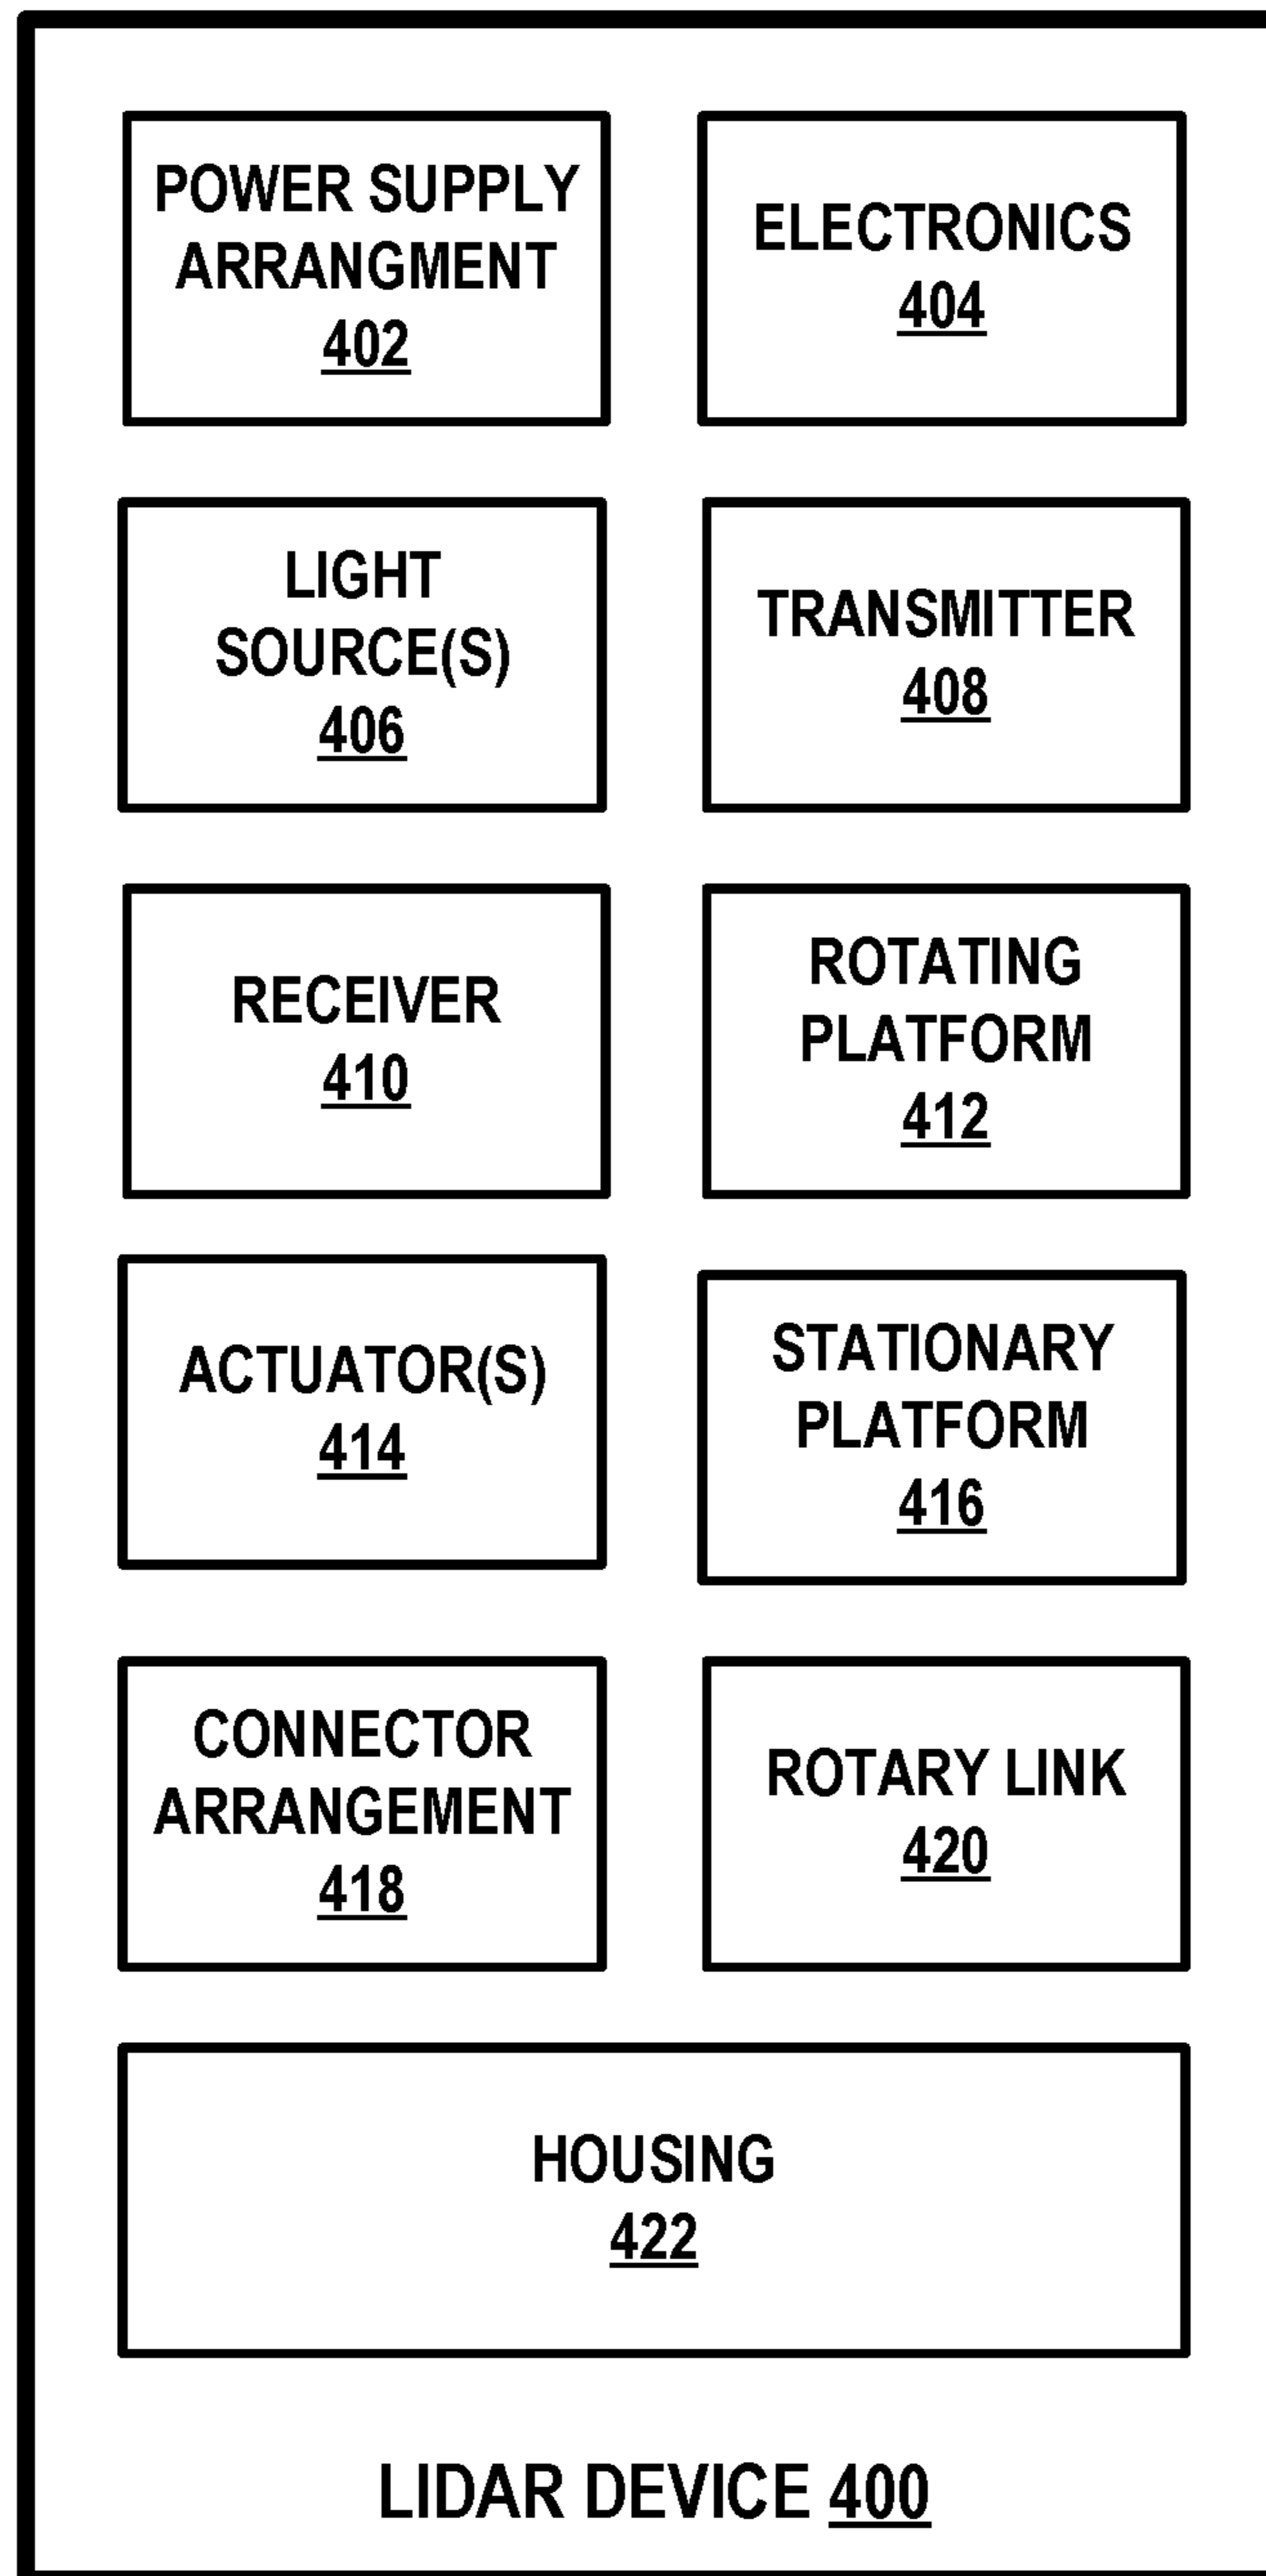 POWER SUPPLY
ARRANGMENT
402
ELECTRONICS
404
LIGHT
SOURCE(S)
406
TRANSMITTER
408
RECEIVER
410
ROTATING
PLATFORM
412
ACTUATOR(S)
414
STATIONARY
PLATFORM
416
CONNECTOR
ARRANGEMENT
418
ROTARY LINK
420
HOUSING
422
LIDAR DEVICE 400